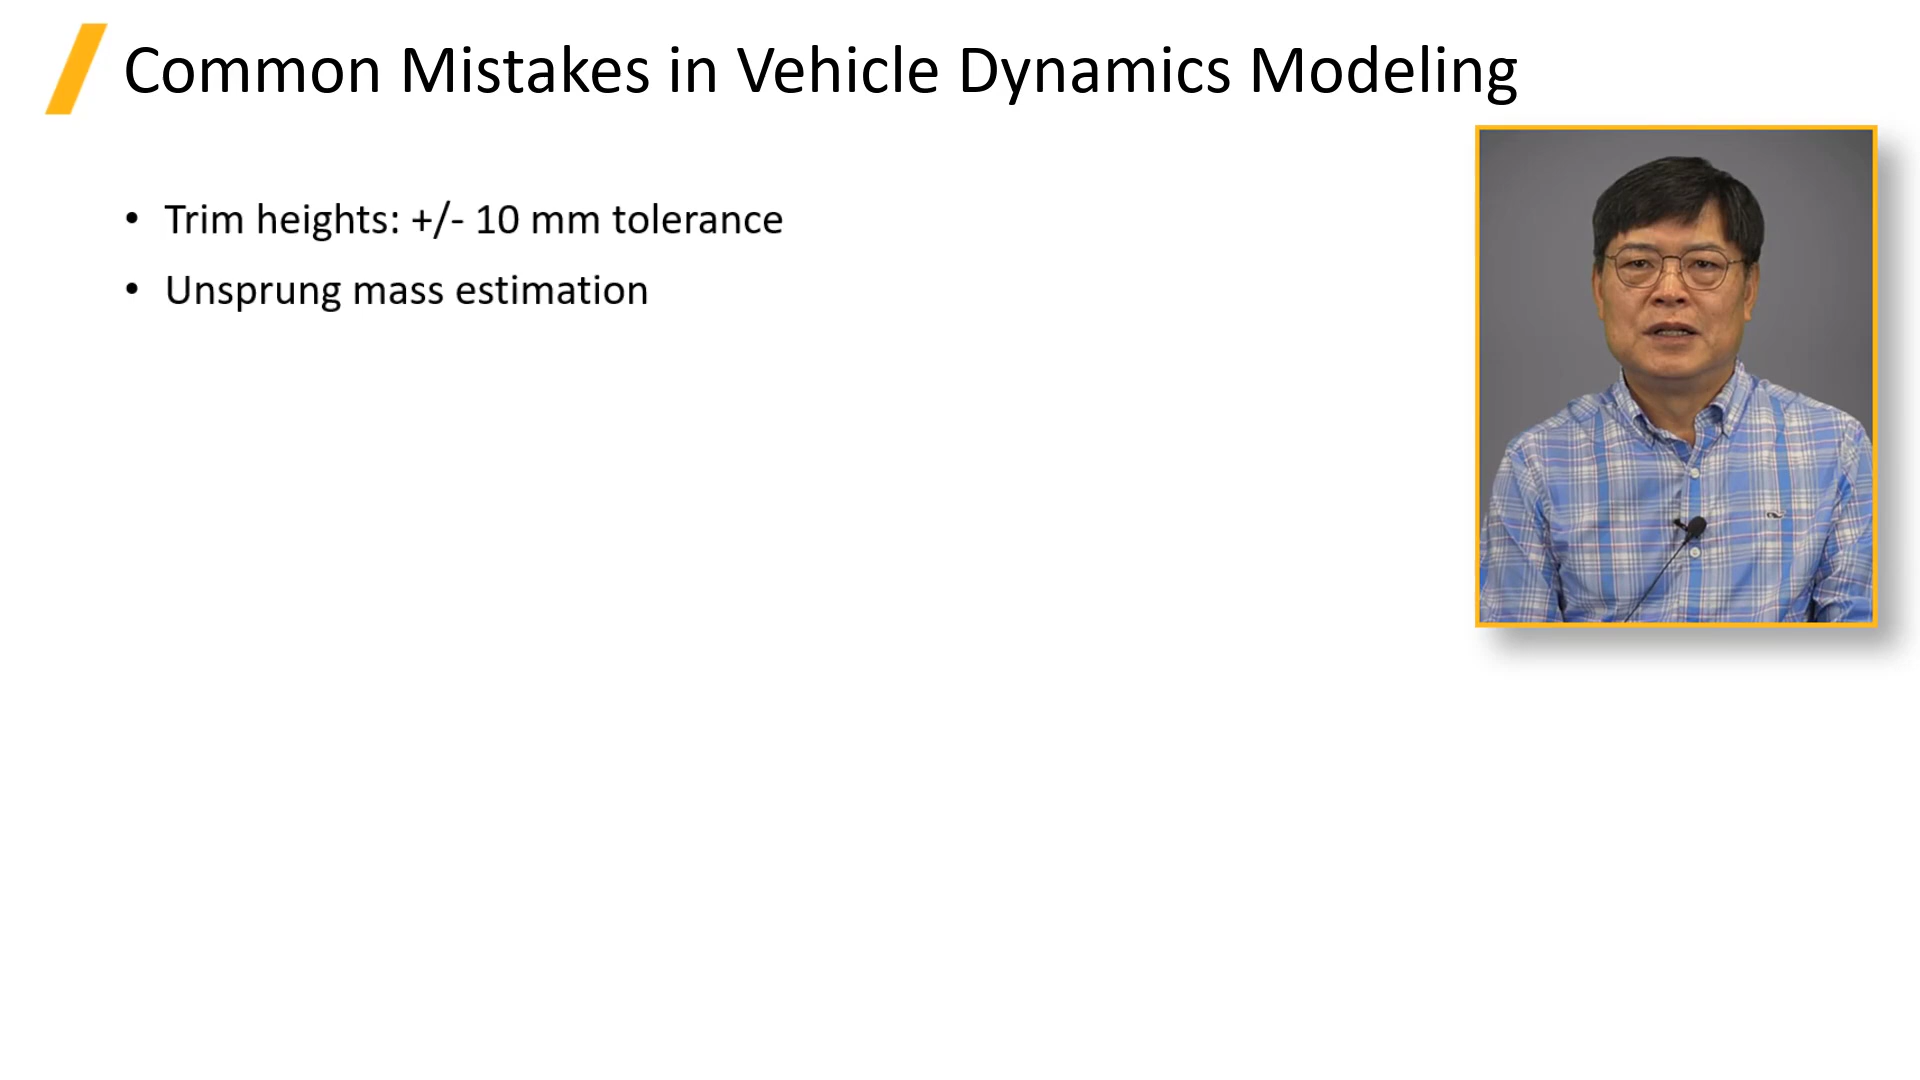 Common Mistakes in Vehicle Dynamics Modeling
• Trim heights: +/- 10 mm tolerance
• Unsprung mass estimation